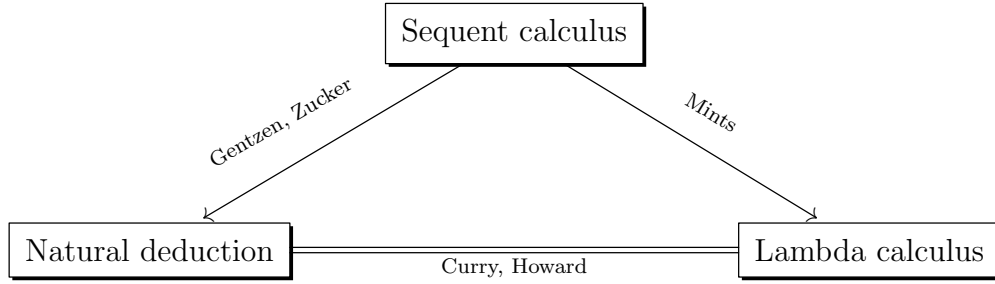 Sequent calculus
Gentzen, Zucker
Mints
Natural deduction
Curry, Howard
Lambda calculus